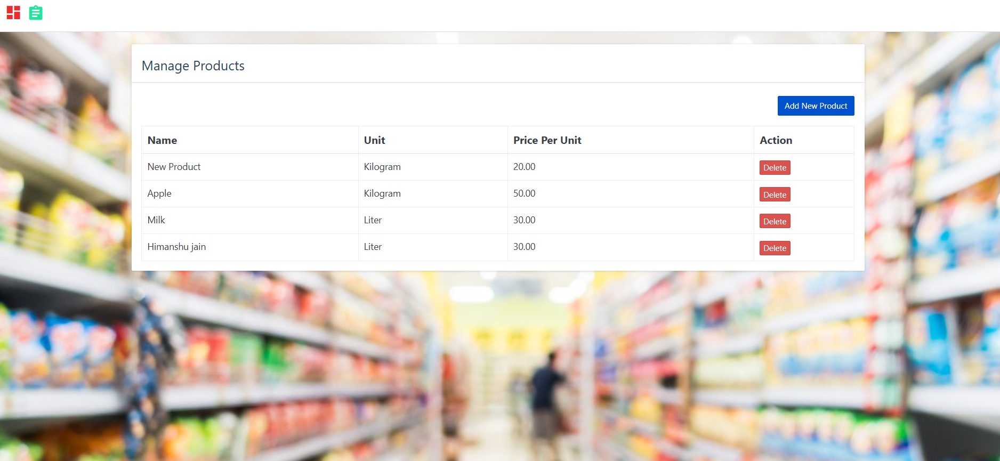 Manage Products
Add New Product
Name Unit Price Per Unit Action
New Product Kilogram 20.00 Delete
Apple Kilogram 50.00 Delete
Milk Liter 30.00 Delete
Himanshu jain Liter 30.00 Delete